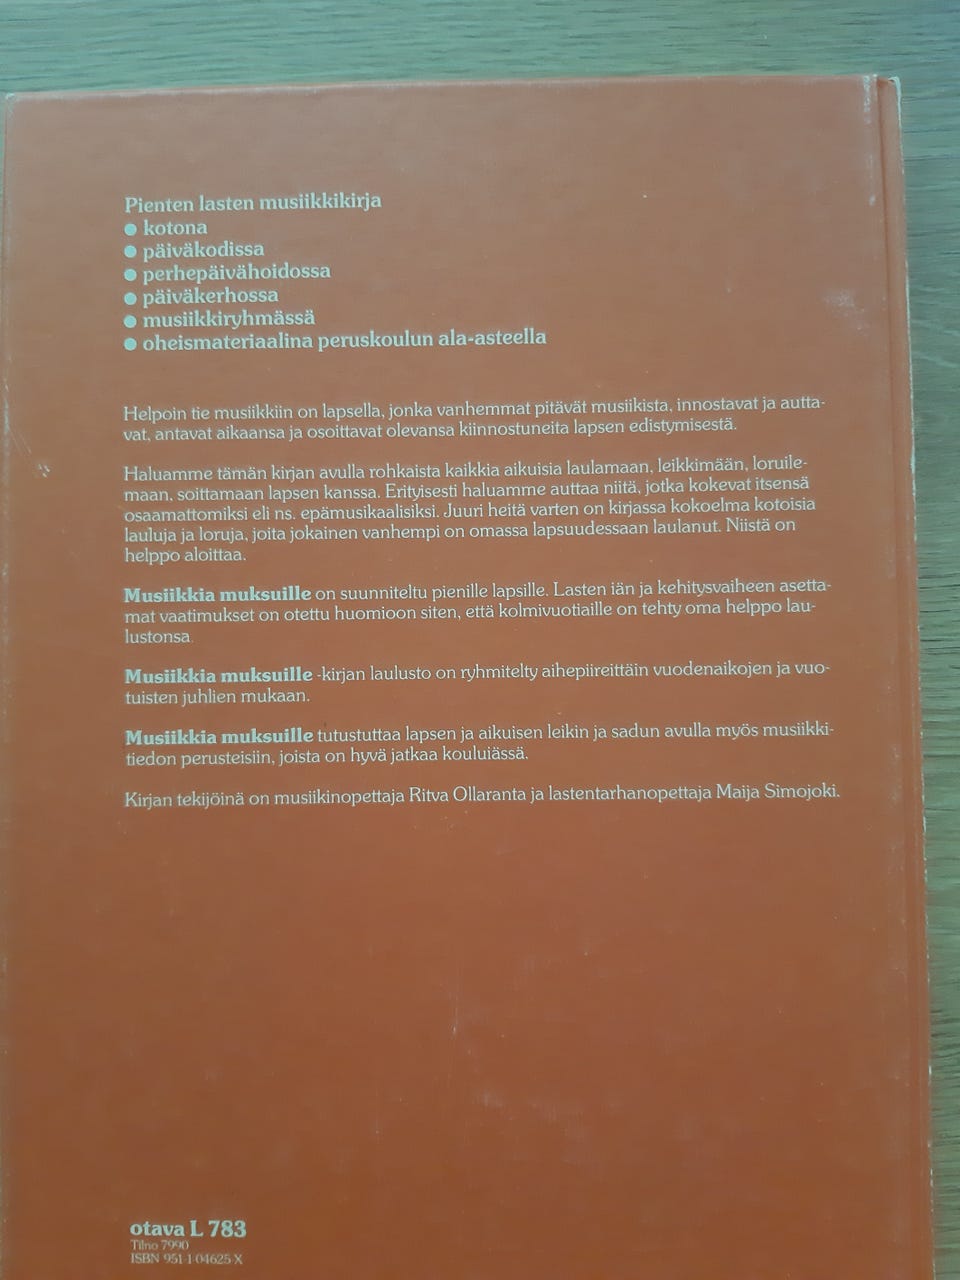 Pienten lasten musiikkikirja
● kotona
● päiväkodissa
● perhepäivähoidossa
● päiväkerhossa
● musiikkiryhmässä
● oheismateriaalina peruskoulun ala-asteella
Helpoin tie musiikkiin on lapsella, jonka vanhemmat pitävät musiikista, innostavat ja autta-
vat, antavat aikaansa ja osoittavat olevansa kiinnostuneita lapsen edistymisestä.
Haluamme tämän kirjan avulla rohkaista kaikkia aikuisia laulamaan, leikkimään, loruile-
maan, soittamaan lapsen kanssa. Erityisesti haluamme auttaa niitä, jotka kokevat itsensä
osaamattomiksi eli ns. epämusikaalisiksi. Juuri heitä varten on kirjassa kokoelma kotoisia
lauluja ja loruja, joita jokainen vanhempi on omassa lapsuudessaan laulanut. Niistä on
helppo aloittaa.
Musiikkia muksuille on suunniteltu pienille lapsille. Lasten iän ja kehitysvaiheen asetta-
mat vaatimukset on otettu huomioon siten, että kolmivuotiaille on tehty oma helppo lau-
lustonsa.
Musiikkia muksuille -kirjan laulusto on ryhmitelty aihepiireittäin vuodenaikojen ja vuo-
tuisten juhlien mukaan.
Musiikkia muksuille tutustuttaa lapsen ja aikuisen leikin ja sadun avulla myös musiikki-
tiedon perusteisiin, joista on hyvä jatkaa kouluiässä.
Kirjan tekijöinä on musiikinopettaja Ritva Ollaranta ja lastentarhanopettaja Maija Simojoki.
otava L 783
Tilno 7990
ISBN 951-1-04625-X